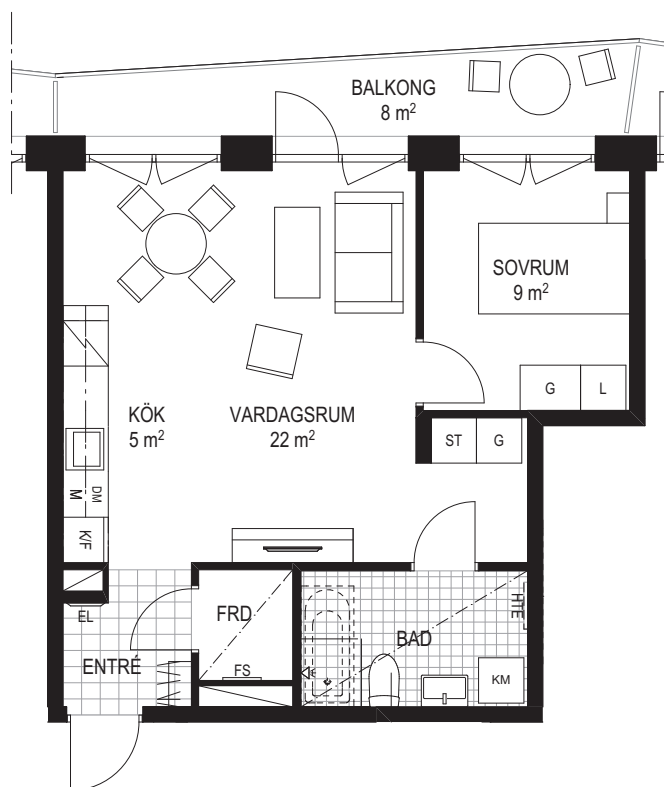 BALKONG
8 m²
SOVRUM
9 m²
G
L
KÖK
5 m²
VARDAGSRUM
22 m²
ST
G
DM
M
K/F
EL
FRD
HTE
BAD
ENTRÉ
FS
KM